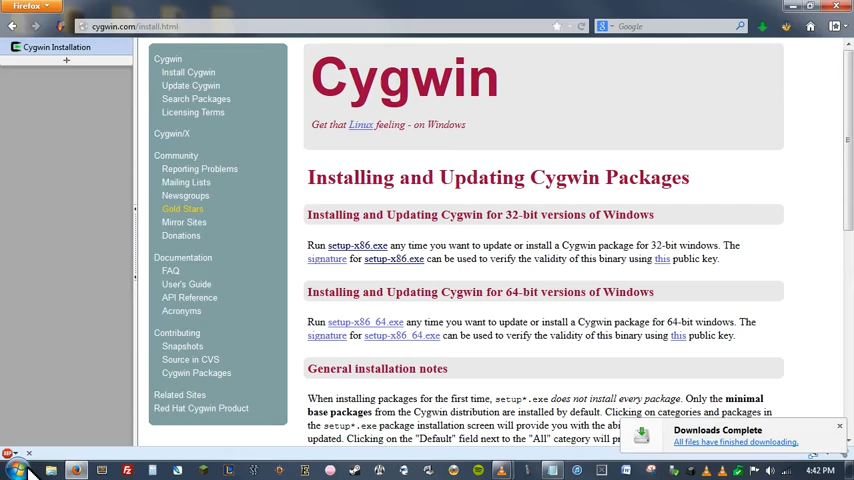 Firefox
cygwin.com/install.html
Google
Cygwin Installation
Cygwin
Install Cygwin
Update Cygwin
Search Packages
Licensing Terms
Cygwin/X
Community
Reporting Problems
Mailing Lists
Newsgroups
Gold Stars
Mirror Sites
Donations
Documentation
FAQ
User's Guide
API Reference
Acronyms
Contributing
Snapshots
Source in CVS
Cygwin Packages
Related Sites
Red Hat Cygwin Product
Cygwin
Get that Linux feeling - on Windows
Installing and Updating Cygwin Packages
Installing and Updating Cygwin for 32-bit versions of Windows
Run setup-x86.exe any time you want to update or install a Cygwin package for 32-bit windows. The
signature for setup-x86.exe can be used to verify the validity of this binary using this public key.
Installing and Updating Cygwin for 64-bit versions of Windows
Run setup-x86_64.exe any time you want to update or install a Cygwin package for 64-bit windows. The
signature for setup-x86_64.exe can be used to verify the validity of this binary using this public key.
General installation notes
When installing packages for the first time, setup*.exe does not install every package. Only the minimal
base packages from the Cygwin distribution are installed by default. Clicking on categories and packages in
the setup*.exe package installation screen will provide you with the ab
updated. Clicking on the "Default" field next to the "All" category will pr
Downloads Complete
All files have finished downloading.
4:42 PM